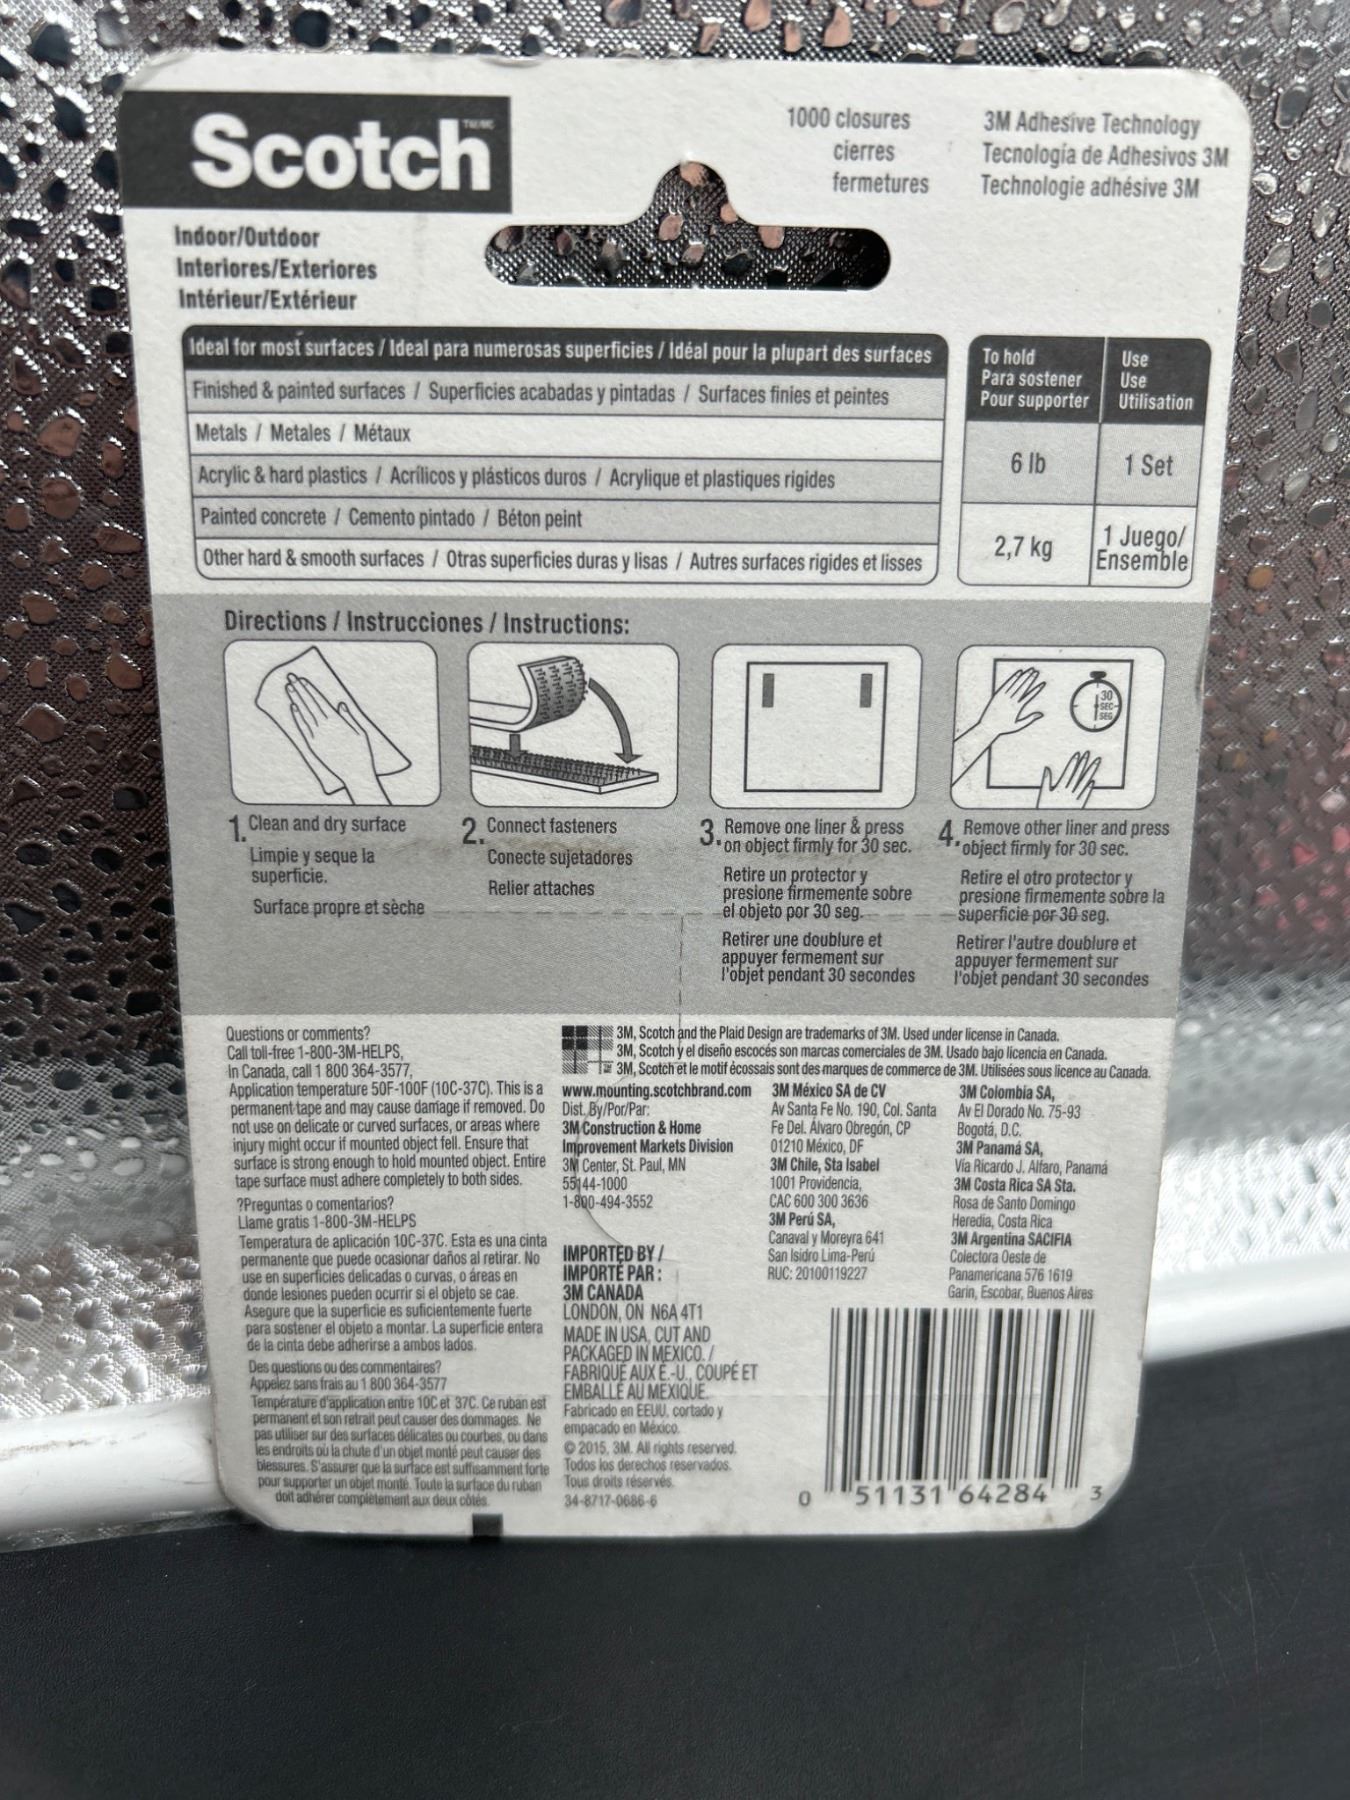 Scotch
TM/MC
1000 closures
cierres
fermetures
3M Adhesive Technology
Tecnología de Adhesivos 3M
Technologie adhésive 3M
Indoor/Outdoor
Interiores/Exteriores
Intérieur/Extérieur
Ideal for most surfaces / Ideal para numerosas superficies / Idéal pour la plupart des surfaces
Finished & painted surfaces / Superficies acabadas y pintadas / Surfaces finies et peintes
Metals / Metales / Métaux
Acrylic & hard plastics / Acrílicos y plásticos duros / Acrylique et plastiques rigides
Painted concrete / Cemento pintado / Béton peint
Other hard & smooth surfaces / Otras superficies duras y lisas / Autres surfaces rigides et lisses
To hold
Para sostener
Pour supporter
Use
Use
Utilisation
6 lb
1 Set
2,7 kg
1 Juego/
Ensemble
Directions / Instrucciones / Instructions:
30
SEC-
SEG
1. Clean and dry surface
Limpie y seque la
superficie.
Surface propre et sèche
2. Connect fasteners
Conecte sujetadores
Relier attaches
3. Remove one liner & press
on object firmly for 30 sec.
Retire un protector y
presione firmemente sobre
el objeto por 30 seg.
Retirer une doublure et
appuyer fermement sur
l'objet pendant 30 secondes
4. Remove other liner and press
object firmly for 30 sec.
Retire el otro protector y
presione firmemente sobre la
superficie por 30 seg.
Retirer l'autre doublure et
appuyer fermement sur
l'objet pendant 30 secondes
Questions or comments?
Call toll-free 1-800-3M-HELPS,
In Canada, call 1 800 364-3577,
Application temperature 50F-100F (10C-37C). This is a
permanent tape and may cause damage if removed. Do
not use on delicate or curved surfaces, or areas where
injury might occur if mounted object fell. Ensure that
surface is strong enough to hold mounted object. Entire
tape surface must adhere completely to both sides.
?Preguntas o comentarios?
Llame gratis 1-800-3M-HELPS
Temperatura de aplicación 10C-37C. Esta es una cinta
permanente que puede ocasionar daños al retirar. No
use en superficies delicadas o curvas, o áreas en
donde lesiones pueden ocurrir si el objeto se cae.
Asegure que la superficie es suficientemente fuerte
para sostener el objeto a montar. La superficie entera
de la cinta debe adherirse a ambos lados.
Des questions ou des commentaires?
Appelez sans frais au 1 800 364-3577
Température d'application entre 10C et 37C. Ce ruban est
permanent et son retrait peut causer des dommages. Ne
pas utiliser sur des surfaces délicates ou courbes, ou dans
les endroits où la chute d'un objet monté peut causer des
blessures. S'assurer que la surface est suffisamment forte
pour supporter un objet monté. Toute la surface du ruban
doit adhérer complètement aux deux côtés.
3M, Scotch and the Plaid Design are trademarks of 3M. Used under license in Canada.
3M, Scotch y el diseño escocés son marcas comerciales de 3M. Usado bajo licencia en Canada.
3M, Scotch et le motif écossais sont des marques de commerce de 3M. Utilisées sous licence au Canada.
www.mounting.scotchbrand.com
Dist. By/Por/Par:
3M Construction & Home
Improvement Markets Division
3M Center, St. Paul, MN
55144-1000
1-800-494-3552
IMPORTED BY /
IMPORTÉ PAR :
3M CANADA
LONDON, ON N6A 4T1
MADE IN USA, CUT AND
PACKAGED IN MEXICO. /
FABRIQUÉ AUX É.-U., COUPÉ ET
EMBALLÉ AU MEXIQUE.
Fabricado en EEUU, cortado y
empacado en México.
© 2015, 3M. All rights reserved.
Todos los derechos reservados.
Tous droits réservés.
34-8717-0686-6
3M México SA de CV
Av Santa Fe No. 190, Col. Santa
Fe Del. Álvaro Obregón, CP
01210 México, DF
3M Chile, Sta Isabel
1001 Providencia,
CAC 600 300 3636
3M Perú SA,
Canaval y Moreyra 641
San Isidro Lima-Perú
RUC: 20100119227
3M Colombia SA,
Av El Dorado No. 75-93
Bogotá, D.C.
3M Panamá SA,
Vía Ricardo J. Alfaro, Panamá
3M Costa Rica SA Sta.
Rosa de Santo Domingo
Heredia, Costa Rica
3M Argentina SACIFIA
Colectora Oeste de
Panamericana 576 1619
Garín, Escobar, Buenos Aires
0 51131 64284 3